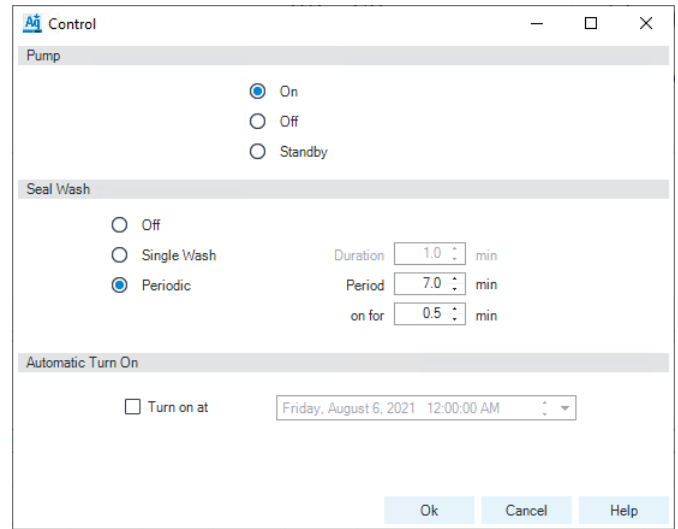 Aq Control
Pump
On
Off
Standby
Seal Wash
Off
Single Wash Duration 1.0 min
Periodic Period 7.0 min
on for 0.5 min
Automatic Turn On
Turn on at Friday, August 6, 2021 12:00:00 AM
Ok Cancel Help